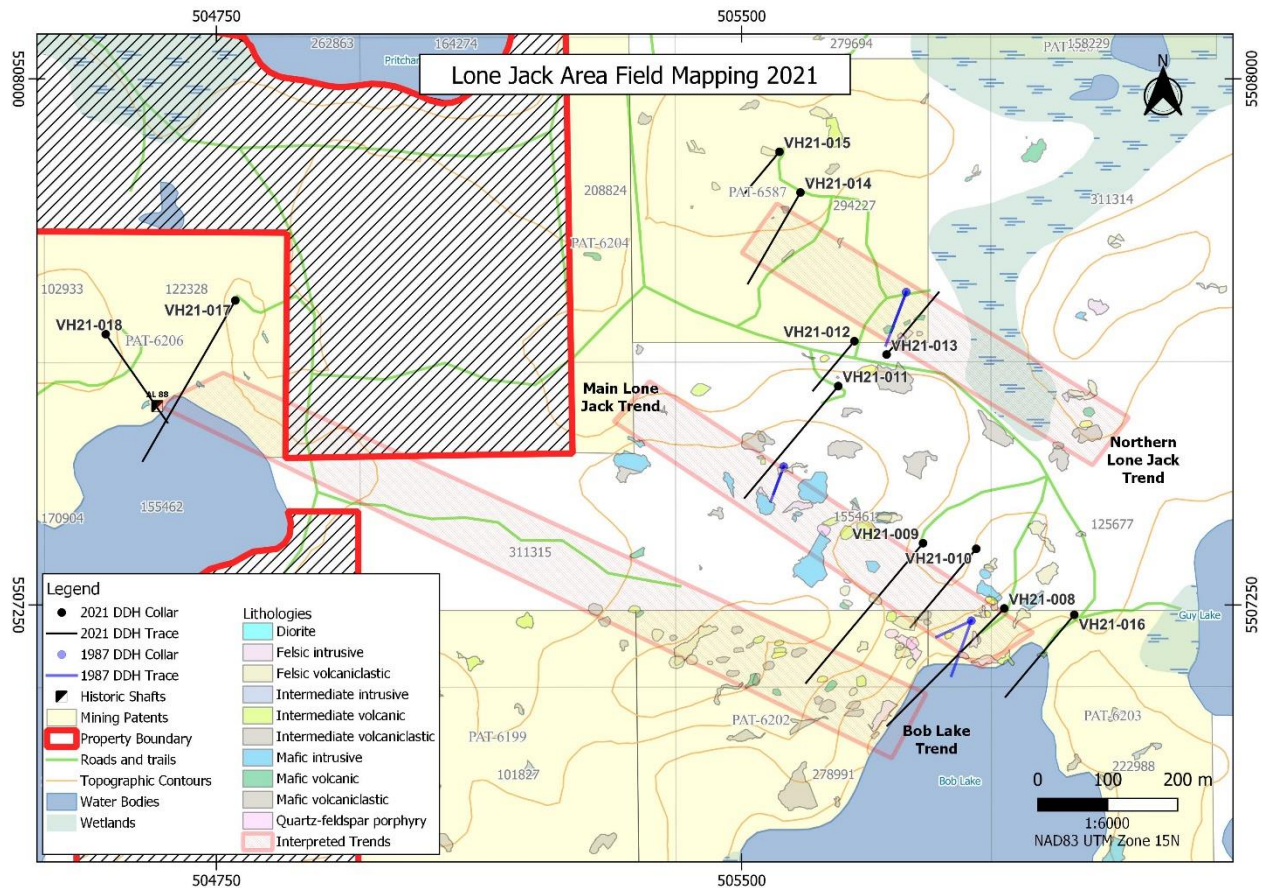 504750
505500
5508000
5507250
262863
164274
Pritchar
Lone Jack Area Field Mapping 2021
279694
158229
N
5508000
VH21-015
PAT-6587
VH21-014
208824
294227
311314
PAT-6204
102933
122328
VH21-017
VH21-018
PAT-6206
VH21-012
VH21-013
VH21-011
AL 88
Main Lone
Jack Trend
Northern
Lone Jack
Trend
155462
170904
155461
125677
VH21-009
VH21-010
311315
VH21-008
VH21-016
Guy Lake
5507250
PAT-6202
PAT-6203
PAT-6199
Bob Lake
Trend
101827
278991
222988
Bob Lake
Legend
2021 DDH Collar
2021 DDH Trace
1987 DDH Collar
1987 DDH Trace
Historic Shafts
Mining Patents
Property Boundary
Roads and trails
Topographic Contours
Water Bodies
Wetlands
Lithologies
Diorite
Felsic intrusive
Felsic volcaniclastic
Intermediate intrusive
Intermediate volcanic
Intermediate volcaniclastic
Mafic intrusive
Mafic volcanic
Mafic volcaniclastic
Quartz-feldspar porphyry
Interpreted Trends
0 100 200 m
1:6000
NAD83 UTM Zone 15N
504750
505500